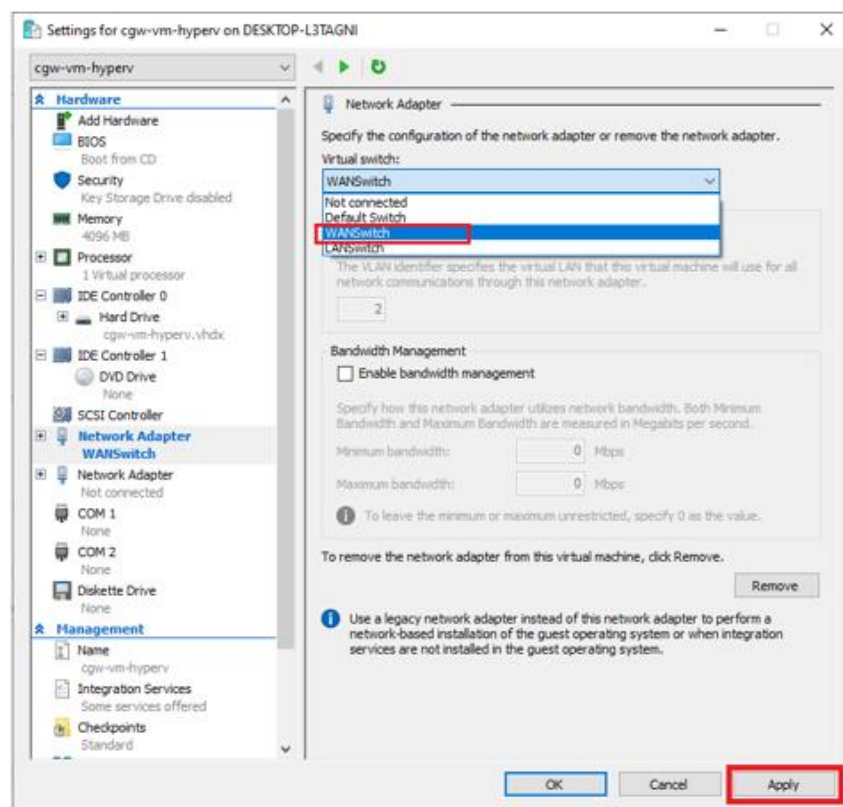 Settings for cgw-vm-hyperv on DESKTOP-L3TAGNI
cgw-vm-hyperv
Hardware
Add Hardware
BIOS
Boot from CD
Security
Key Storage Drive disabled
Memory
4096 MB
Processor
1 Virtual processor
IDE Controller 0
Hard Drive
cgw-vm-hyperv.vhdx
IDE Controller 1
DVD Drive
None
SCSI Controller
Network Adapter
WANSwitch
Network Adapter
Not connected
COM 1
None
COM 2
None
Diskette Drive
None
Management
Name
cgw-vm-hyperv
Integration Services
Some services offered
Checkpoints
Standard
Network Adapter
Specify the configuration of the network adapter or remove the network adapter.
Virtual switch:
WANSwitch
Not connected
Default Switch
WANSwitch
LANSwitch
The VLAN identifier specifies the virtual LAN that this virtual machine will use for all
network communications through this network adapter.
2
Bandwidth Management
Enable bandwidth management
Specify how this network adapter utilizes network bandwidth. Both Minimum
Bandwidth and Maximum Bandwidth are measured in Megabits per second.
Minimum bandwidth: 0 Mbps
Maximum bandwidth: 0 Mbps
To leave the minimum or maximum unrestricted, specify 0 as the value.
To remove the network adapter from this virtual machine, click Remove.
Remove
Use a legacy network adapter instead of this network adapter to perform a
network-based installation of the guest operating system or when integration
services are not installed in the guest operating system.
OK Cancel Apply